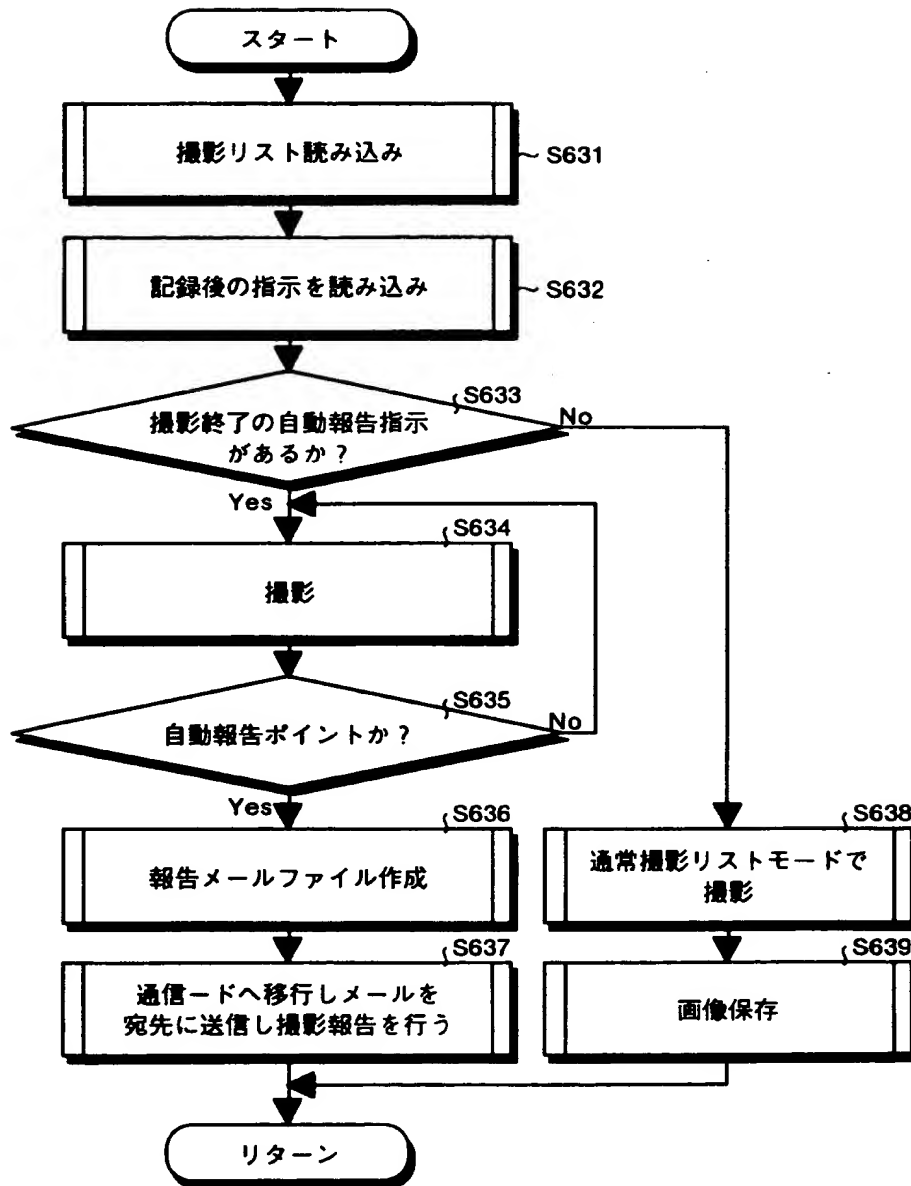 スタート
撮影リスト読み込み
S631
記録後の指示を読み込み
S632
S633
撮影終了の自動報告指示
があるか?
No
Yes
S634
撮影
S635
自動報告ポイントか?
No
Yes
S636
報告メールファイル作成
S638
通常撮影リストモードで
撮影
S637
通信ードへ移行しメールを
宛先に送信し撮影報告を行う
S639
画像保存
リターン